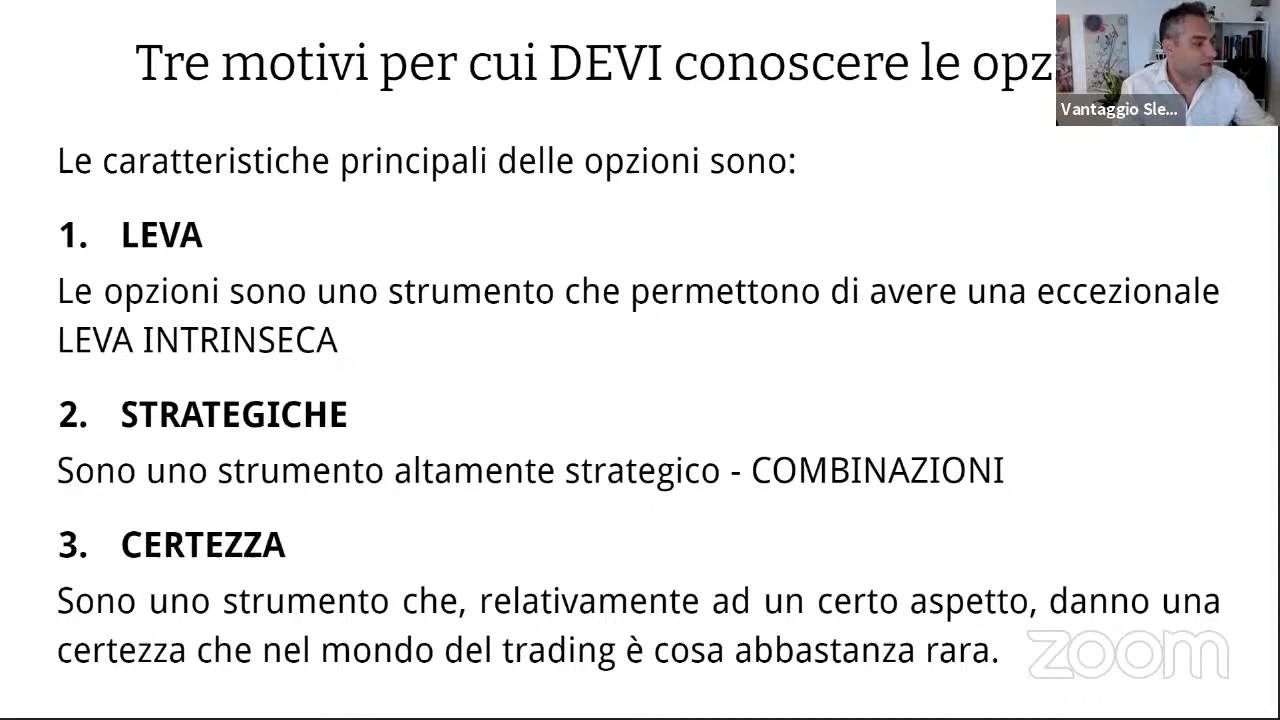 Tre motivi per cui DEVI conoscere le opz
Vantaggio Sle...
Le caratteristiche principali delle opzioni sono:
1. LEVA
Le opzioni sono uno strumento che permettono di avere una eccezionale
LEVA INTRINSECA
2. STRATEGICHE
Sono uno strumento altamente strategico - COMBINAZIONI
3. CERTEZZA
Sono uno strumento che, relativamente ad un certo aspetto, danno una
certezza che nel mondo del trading è cosa abbastanza rara.
zoom